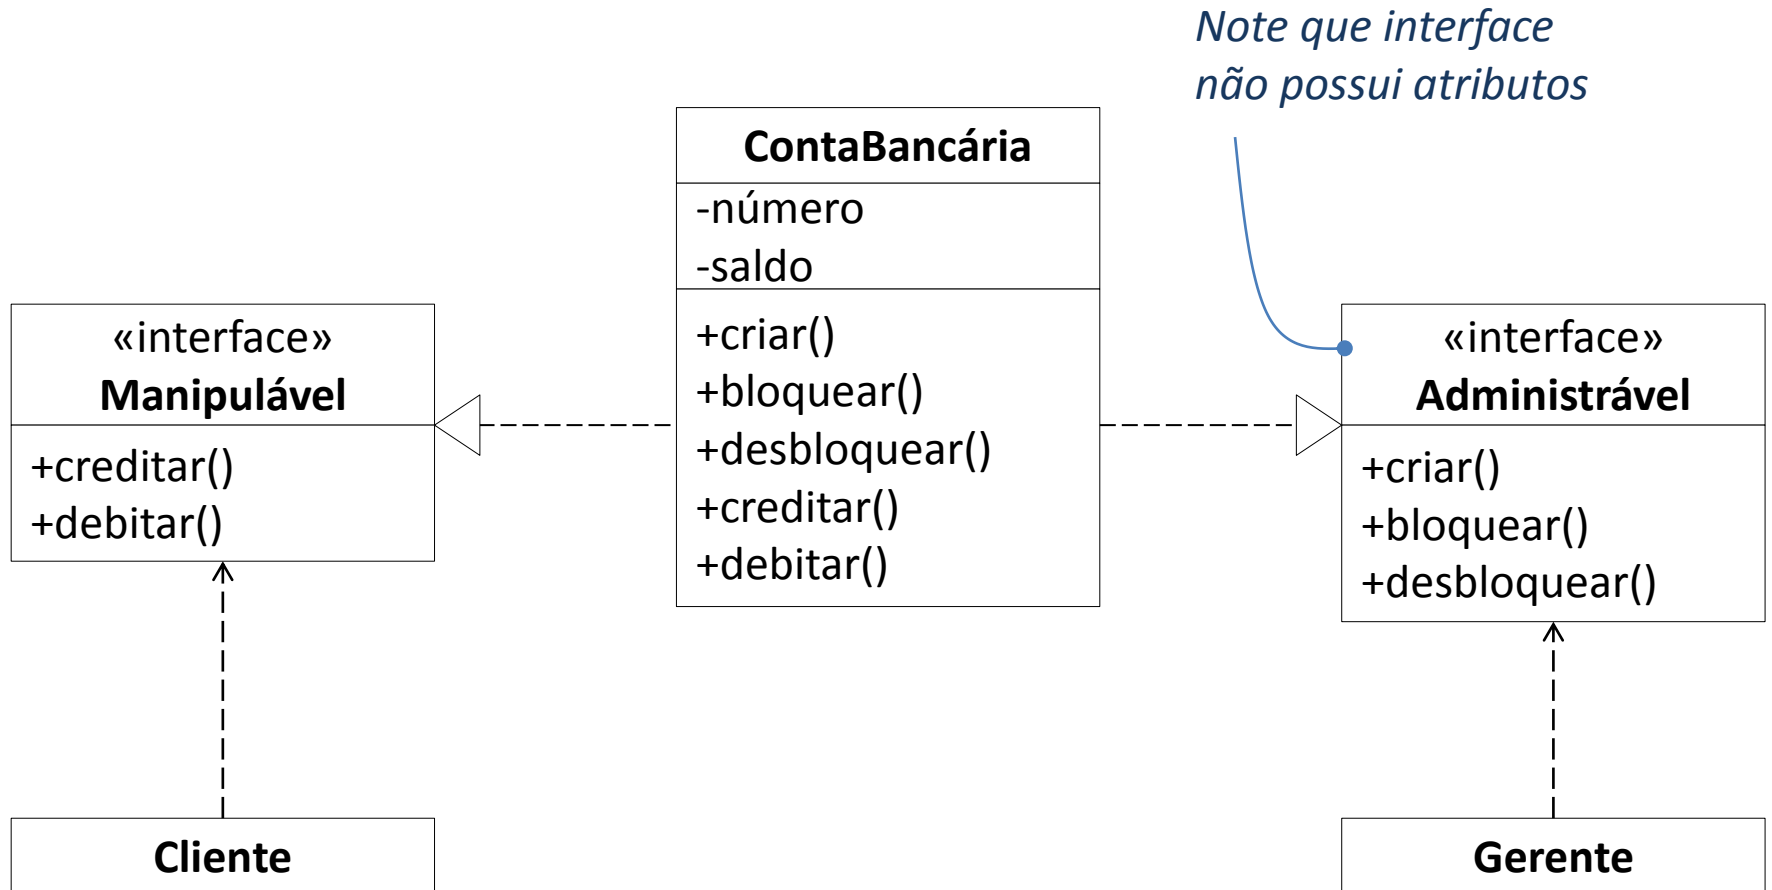 Note que interface
não possui atributos
ContaBancária
-número
-saldo
+criar()
+bloquear()
+desbloquear()
+creditar()
+debitar()
«interface»
Manipulável
+creditar()
+debitar()
«interface»
Administrável
+criar()
+bloquear()
+desbloquear()
Cliente
Gerente